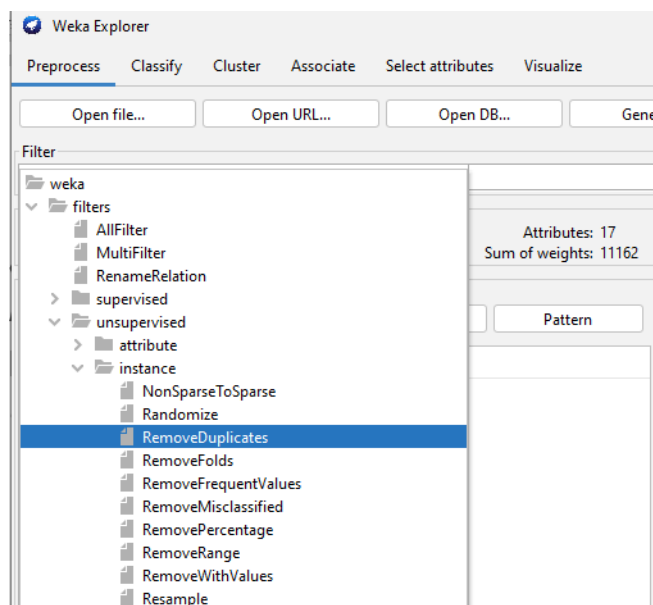 Weka Explorer
Preprocess Classify Cluster Associate Select attributes Visualize
Open file... Open URL... Open DB... Gene
Filter
weka
filters
AllFilter
MultiFilter
RenameRelation
supervised
unsupervised
attribute
instance
NonSparseToSparse
Randomize
RemoveDuplicates
RemoveFolds
RemoveFrequentValues
RemoveMisclassified
RemovePercentage
RemoveRange
RemoveWithValues
Resample
Attributes: 17
Sum of weights: 11162
Pattern